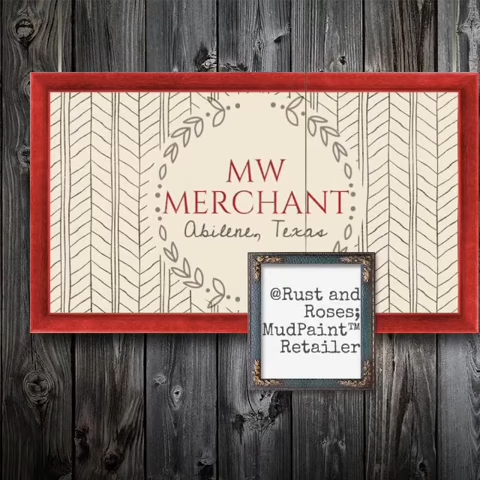 MW
MERCHANT
Abilene, Texas
@Rust and
Roses;
MudPaint™
Retailer